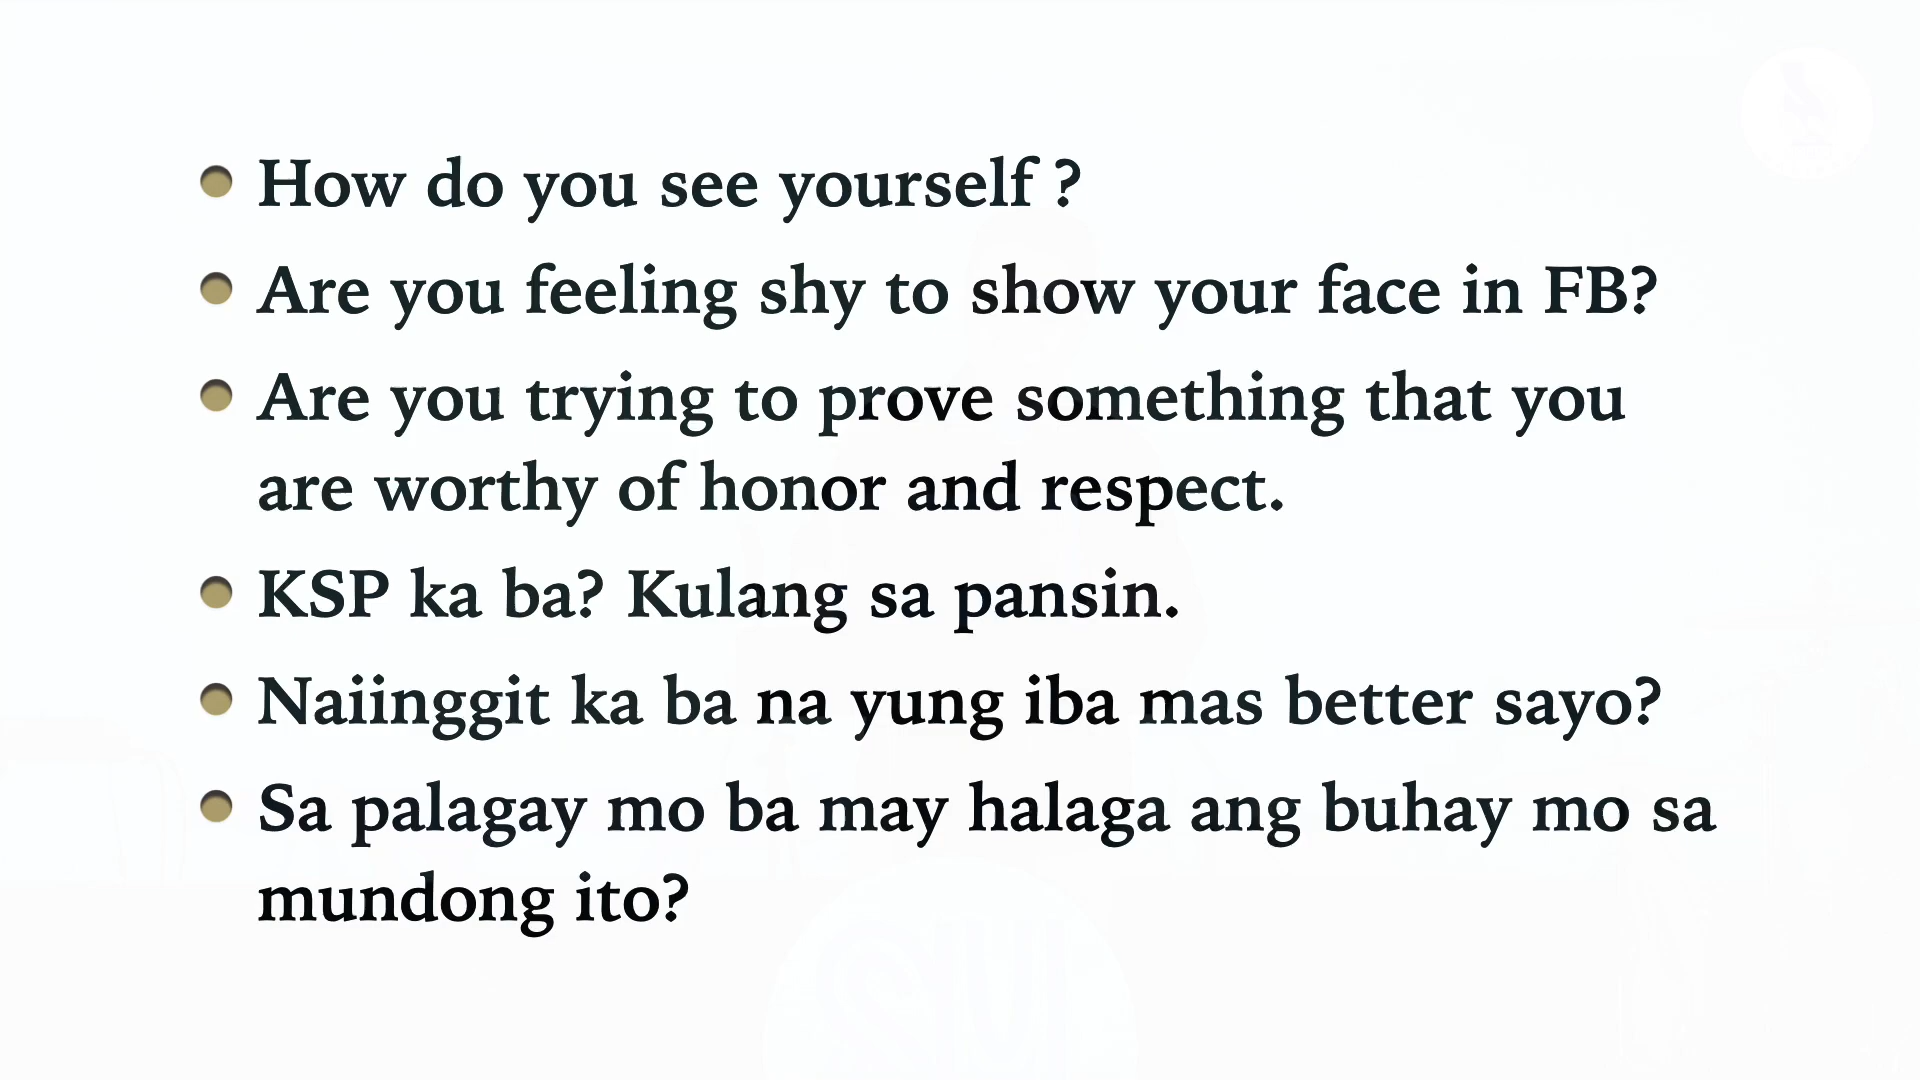 How do you see yourself ?
Are you feeling shy to show your face in FB?
Are you trying to prove something that you
are worthy of honor and respect.
KSP ka ba? Kulang sa pansin.
Naiinggit ka ba na yung iba mas better sayo?
Sa palagay mo ba may halaga ang buhay mo sa
mundong ito?